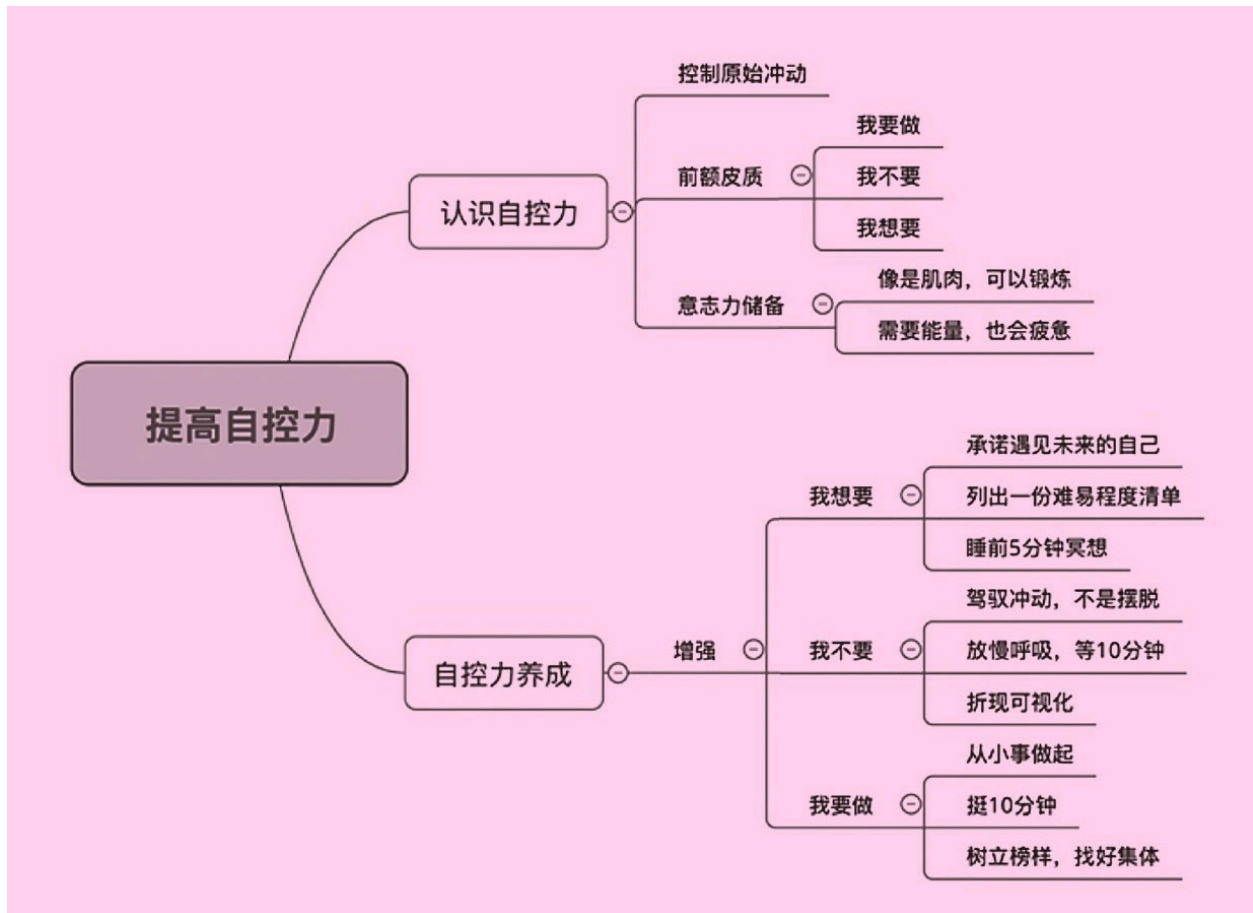 提高自控力
认识自控力
控制原始冲动
前额皮质
我要做
我不要
我想要
意志力储备
像是肌肉，可以锻炼
需要能量，也会疲惫
自控力养成
增强
我想要
承诺遇见未来的自己
列出一份难易程度清单
睡前5分钟冥想
我不要
驾驭冲动，不是摆脱
放慢呼吸，等10分钟
折现可视化
我要做
从小事做起
挺10分钟
树立榜样，找好集体